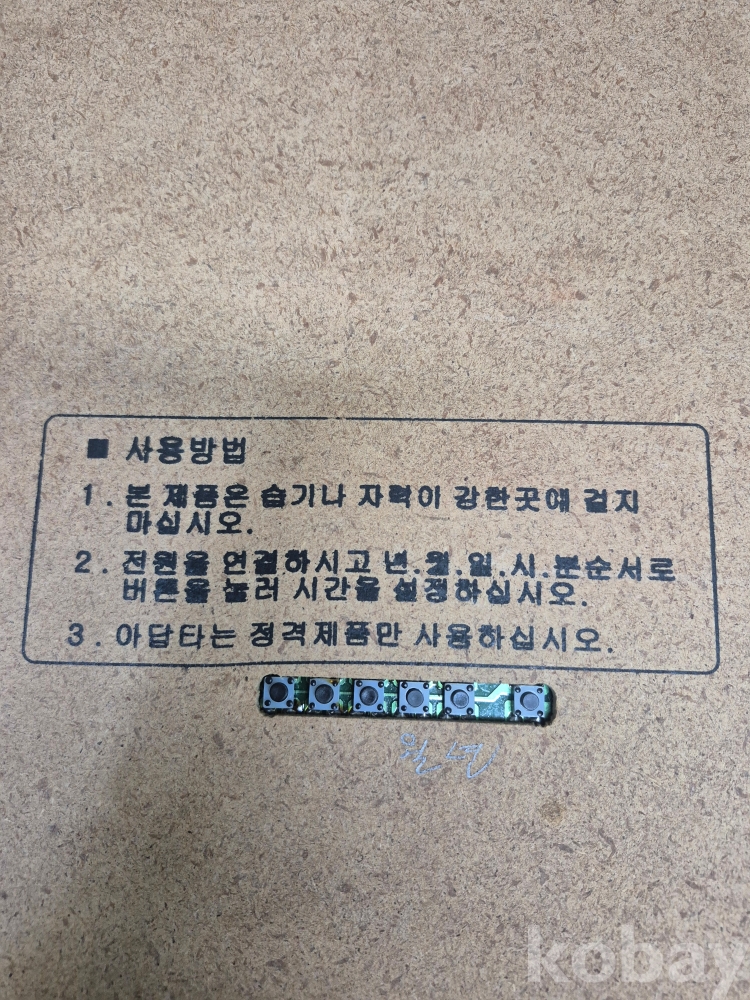 ■ 사용방법
1. 본 제품은 습기나 자력이 강한곳에 걸지
마십시오.
2. 전원을 연결하시고 년.월.일.시.분순서로
버튼을 눌러 시간을 설정하십시오.
3. 아답타는 정격제품만 사용하십시오.
월 년
kobay